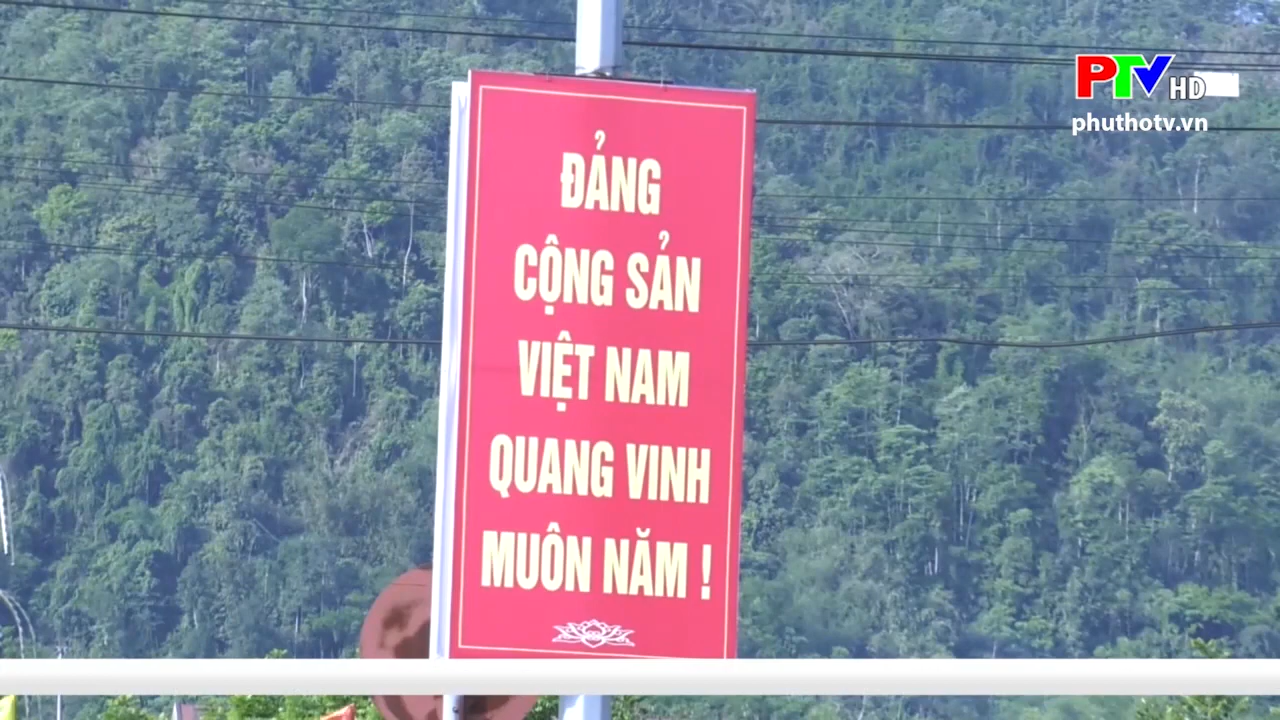 PTV HD
phuthotv.vn
ĐẢNG
CỘNG SẢN
VIỆT NAM
QUANG VINH
MUÔN NĂM !